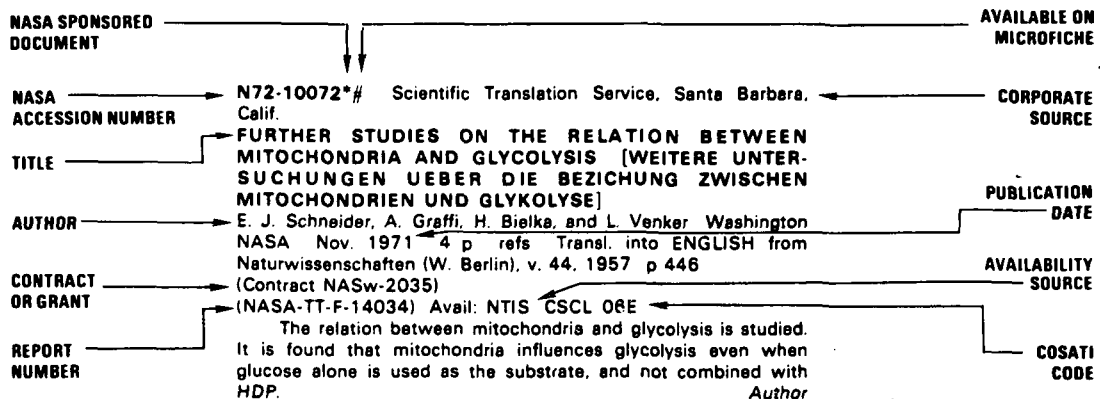 NASA SPONSORED
DOCUMENT
AVAILABLE ON
MICROFICHE
NASA
ACCESSION NUMBER
N72-10072*# Scientific Translation Service, Santa Barbara,
Calif.
CORPORATE
SOURCE
TITLE
FURTHER STUDIES ON THE RELATION BETWEEN
MITOCHONDRIA AND GLYCOLYSIS [WEITERE UNTER-
SUCHUNGEN UEBER DIE BEZICHUNG ZWISCHEN
MITOCHONDRIEN UND GLYKOLYSE]
PUBLICATION
DATE
AUTHOR
E. J. Schneider, A. Graffi, H. Bielka, and L. Venker Washington
NASA Nov. 1971 4 p refs Transl. into ENGLISH from
Naturwissenschaften (W. Berlin), v. 44, 1957 p 446
AVAILABILITY
SOURCE
CONTRACT
OR GRANT
(Contract NASw-2035)
(NASA-TT-F-14034) Avail: NTIS CSCL 06E
REPORT
NUMBER
The relation between mitochondria and glycolysis is studied.
It is found that mitochondria influences glycolysis even when
glucose alone is used as the substrate, and not combined with
HDP. Author
COSATI
CODE